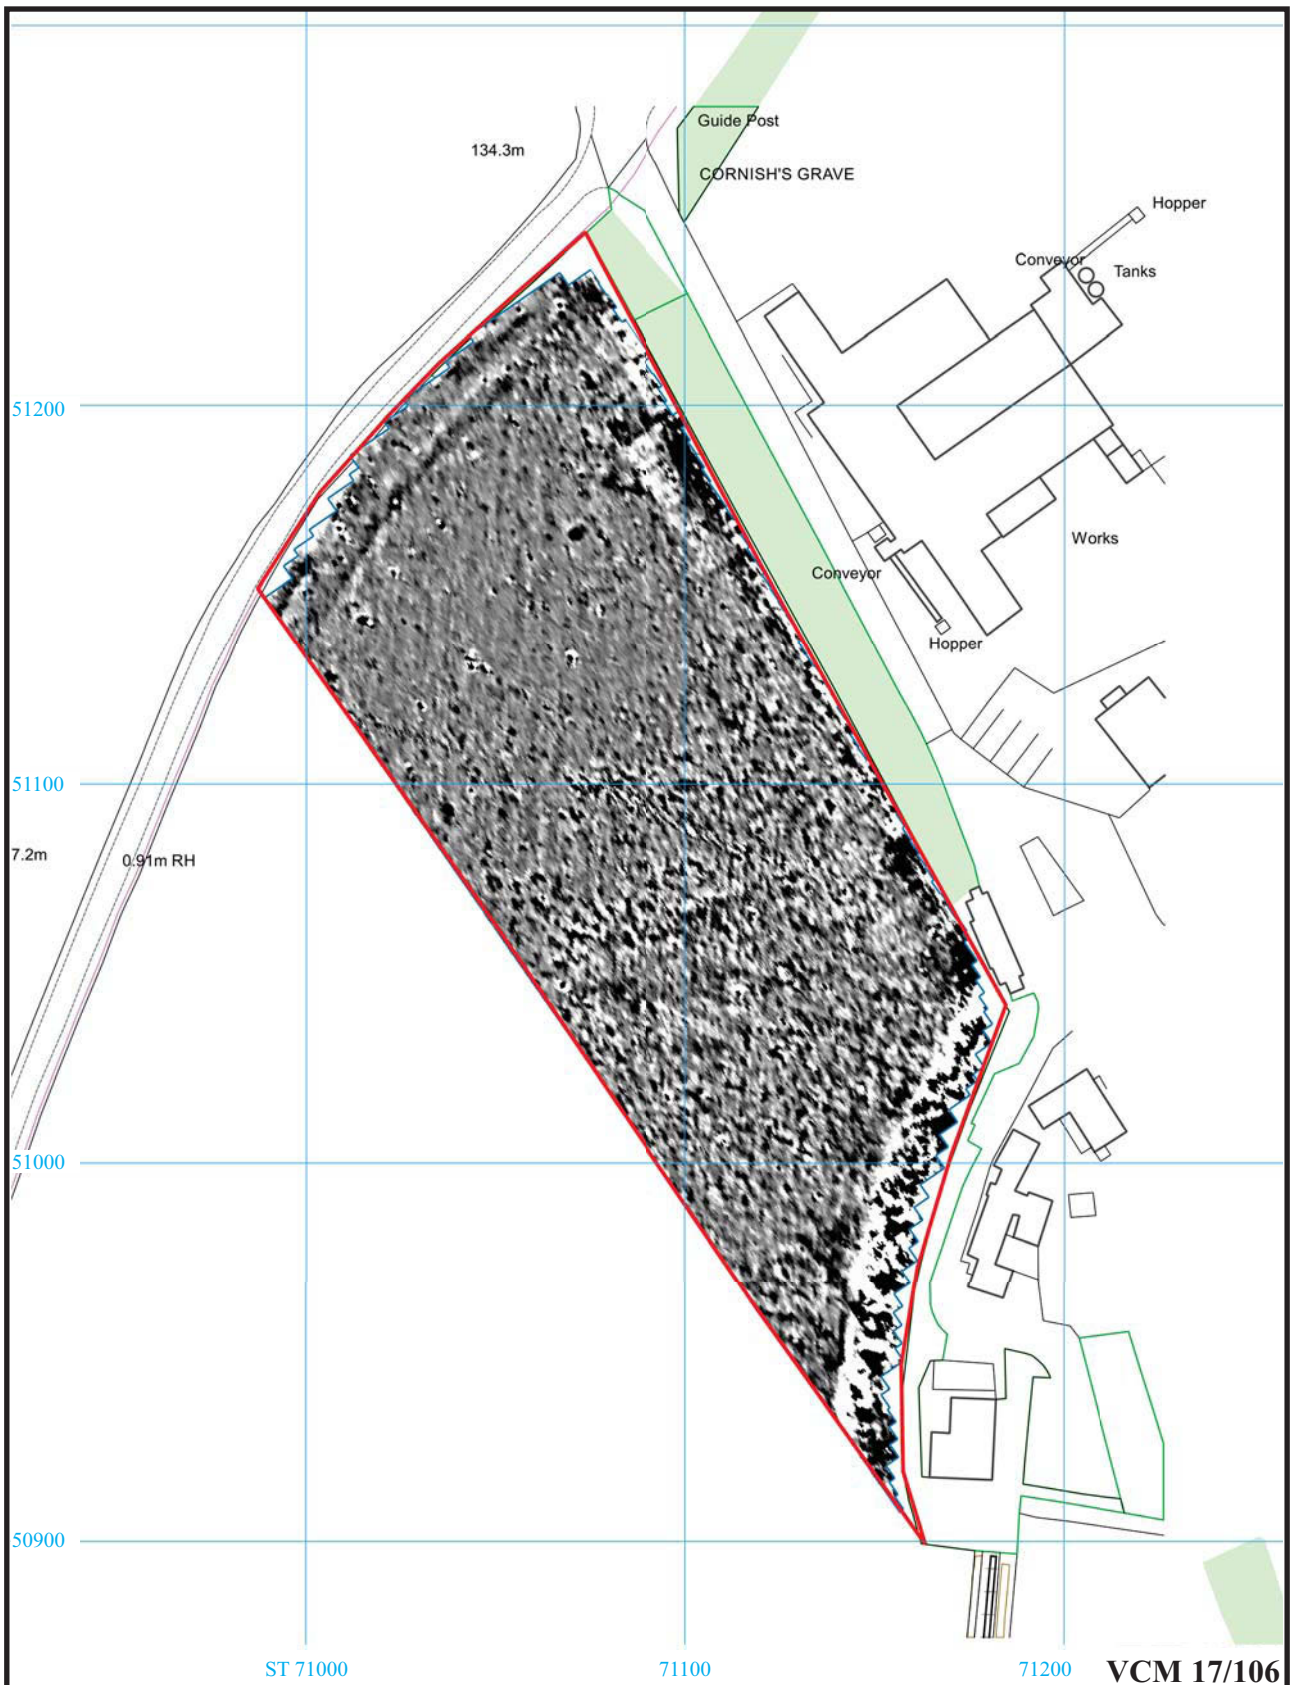 Guide Post
134.3m
CORNISH'S GRAVE
Hopper
Conveyor
Tanks
51200
Works
Conveyor
Hopper
51100
7.2m
0.91m RH
51000
50900
ST 71000
71100
71200
VCM 17/106